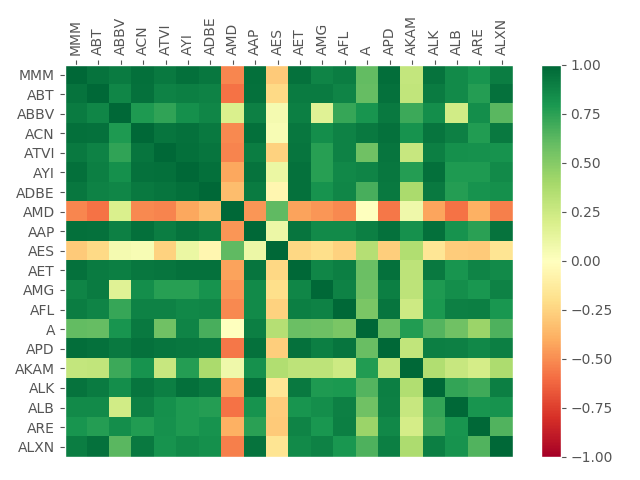 MMM ABT ABBV ACN ATVI AYI ADBE AMD AAP AES AET AMG AFL A APD AKAM ALK ALB ARE ALXN
MMM
ABT
ABBV
ACN
ATVI
AYI
ADBE
AMD
AAP
AES
AET
AMG
AFL
A
APD
AKAM
ALK
ALB
ARE
ALXN
1.00
0.75
0.50
0.25
0.00
−0.25
−0.50
−0.75
−1.00